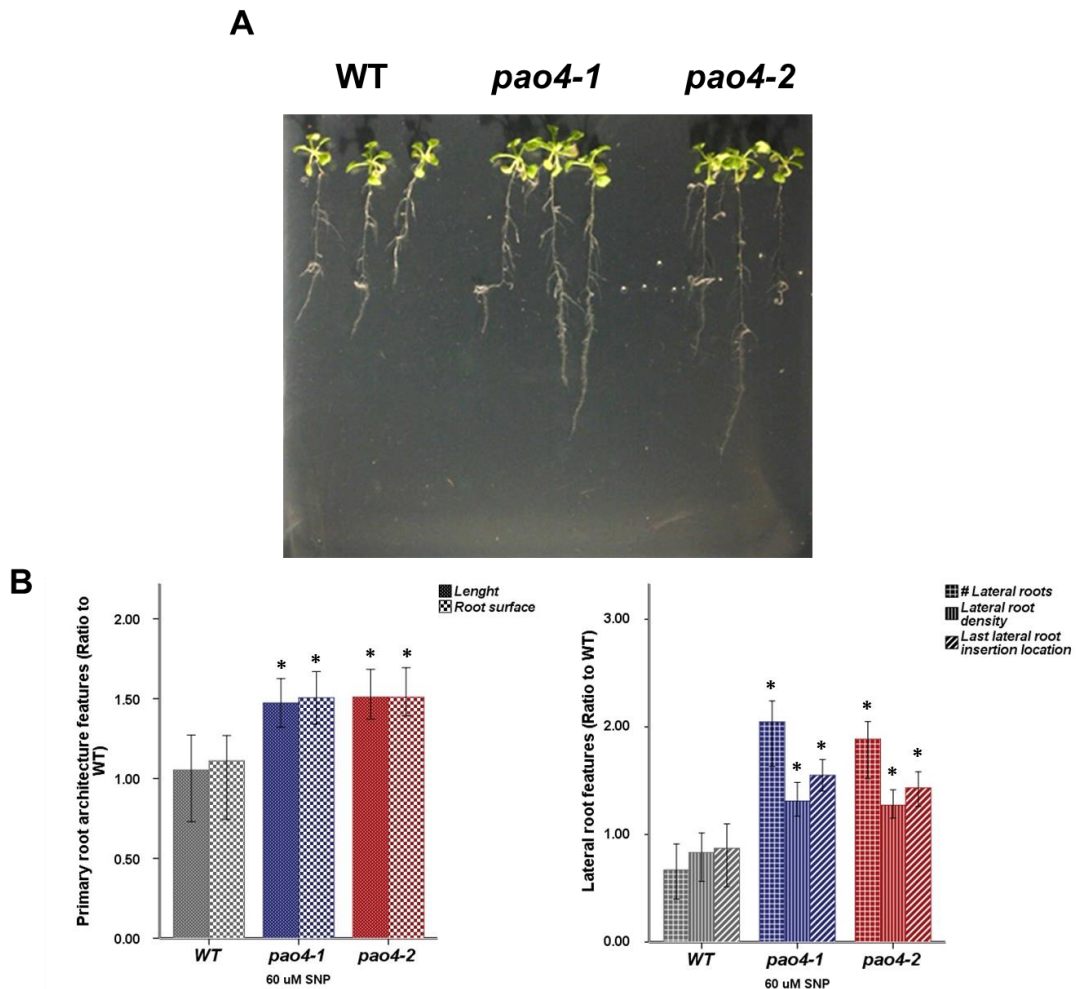 A
WT pao4-1 pao4-2
B
Primary root architecture features (Ratio to
WT)
2.00
1.50
1.00
0.50
0.00
Lenght
Root surface
* * * *
WT pao4-1 pao4-2
60 uM SNP
Lateral root features (Ratio to WT)
3.00
2.00
1.00
0.00
# Lateral roots
Lateral root
density
Last lateral root
insertion location
* * * * * *
WT pao4-1 pao4-2
60 uM SNP